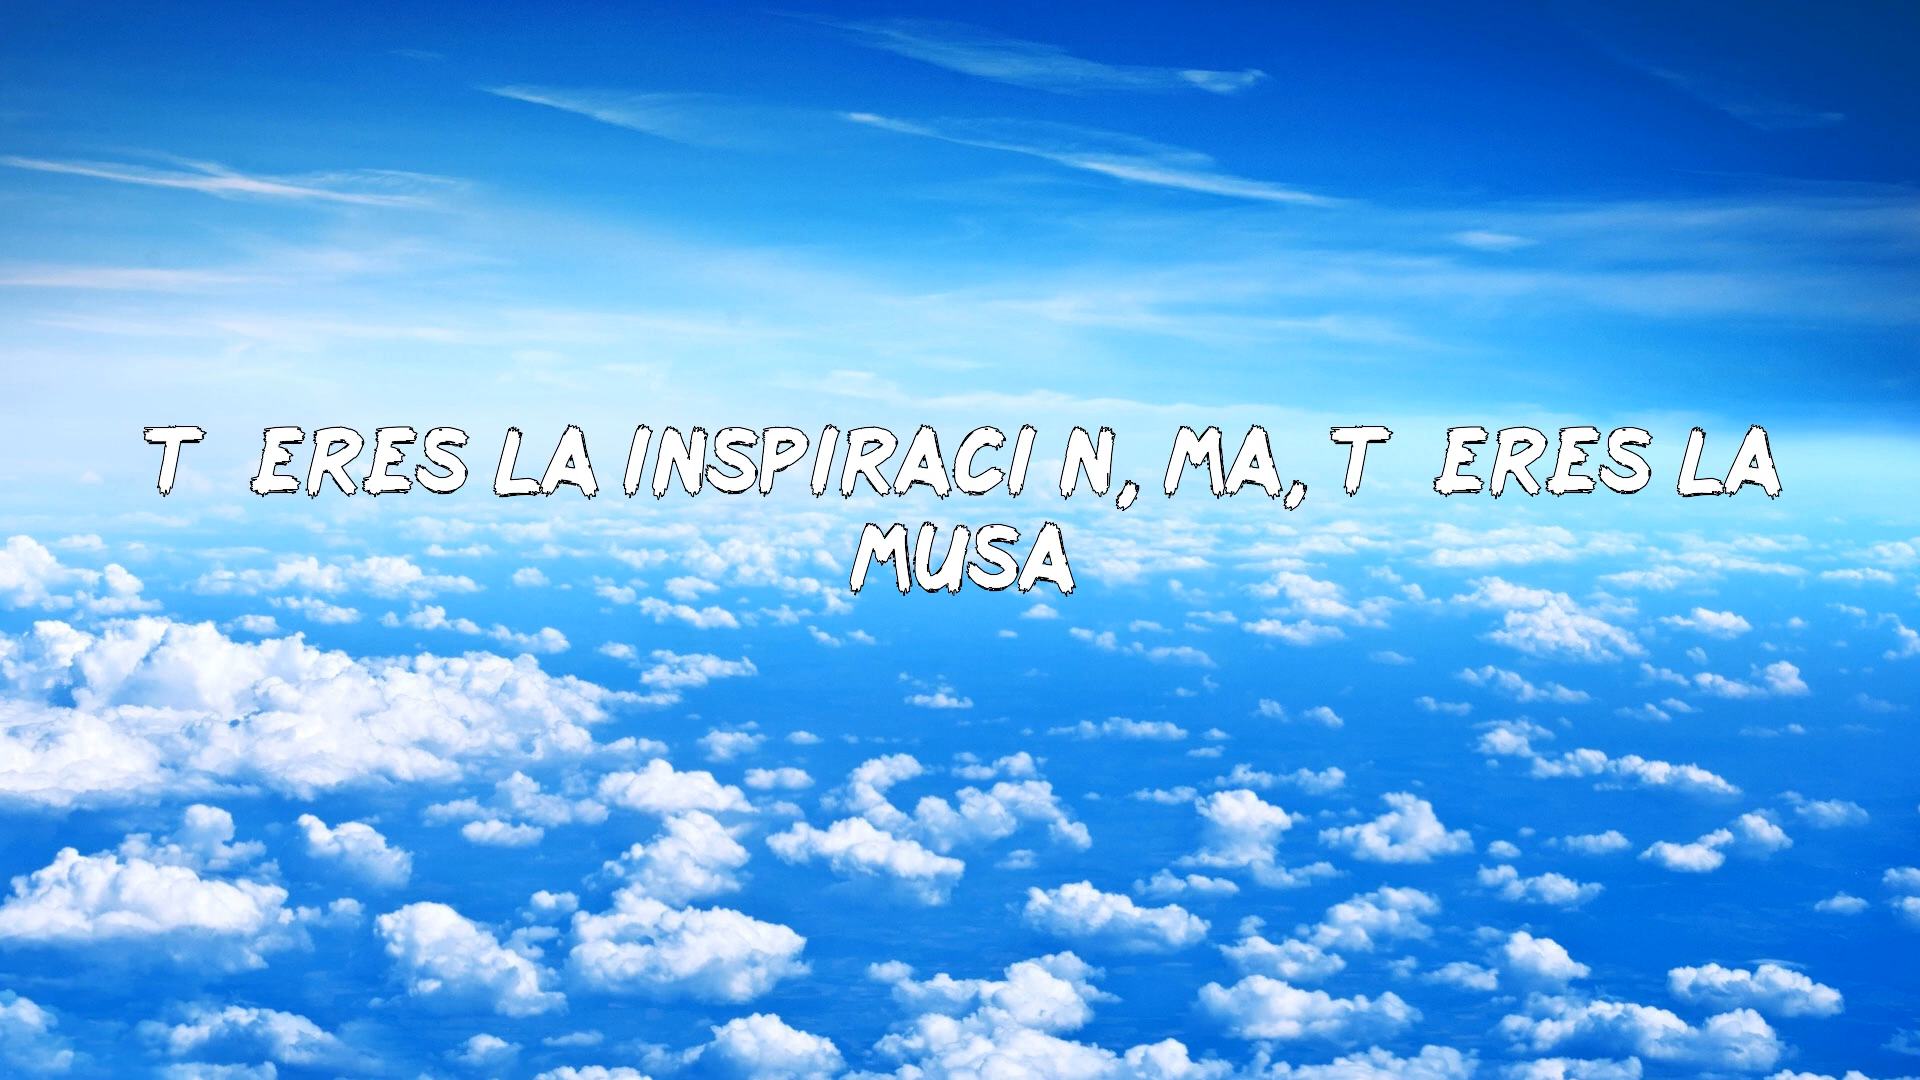 T ERES LA INSPIRACI N, MA, T ERES LA
MUSA